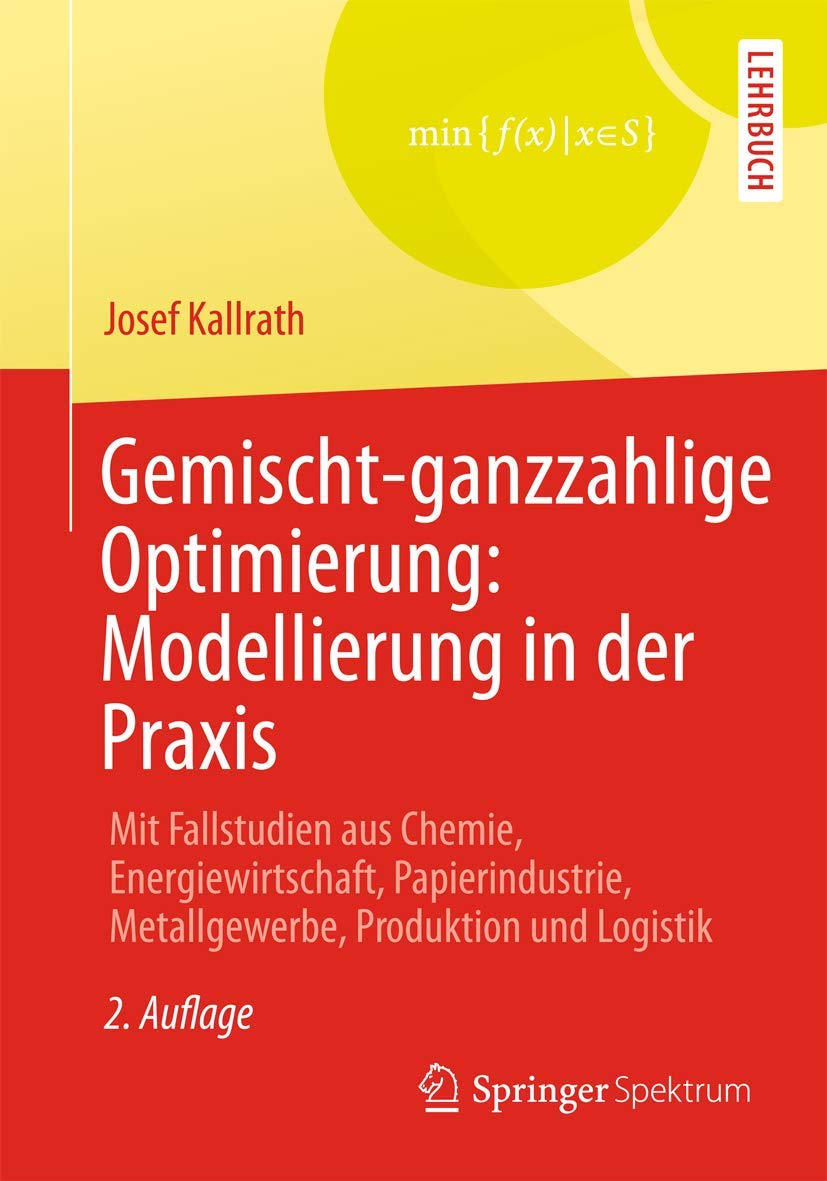 min{f(x)|x∈S}
LEHRBUCH
Josef Kallrath
Gemischt-ganzzahlige
Optimierung:
Modellierung in der
Praxis
Mit Fallstudien aus Chemie,
Energiewirtschaft, Papierindustrie,
Metallgewerbe, Produktion und Logistik
2. Auflage
Springer Spektrum